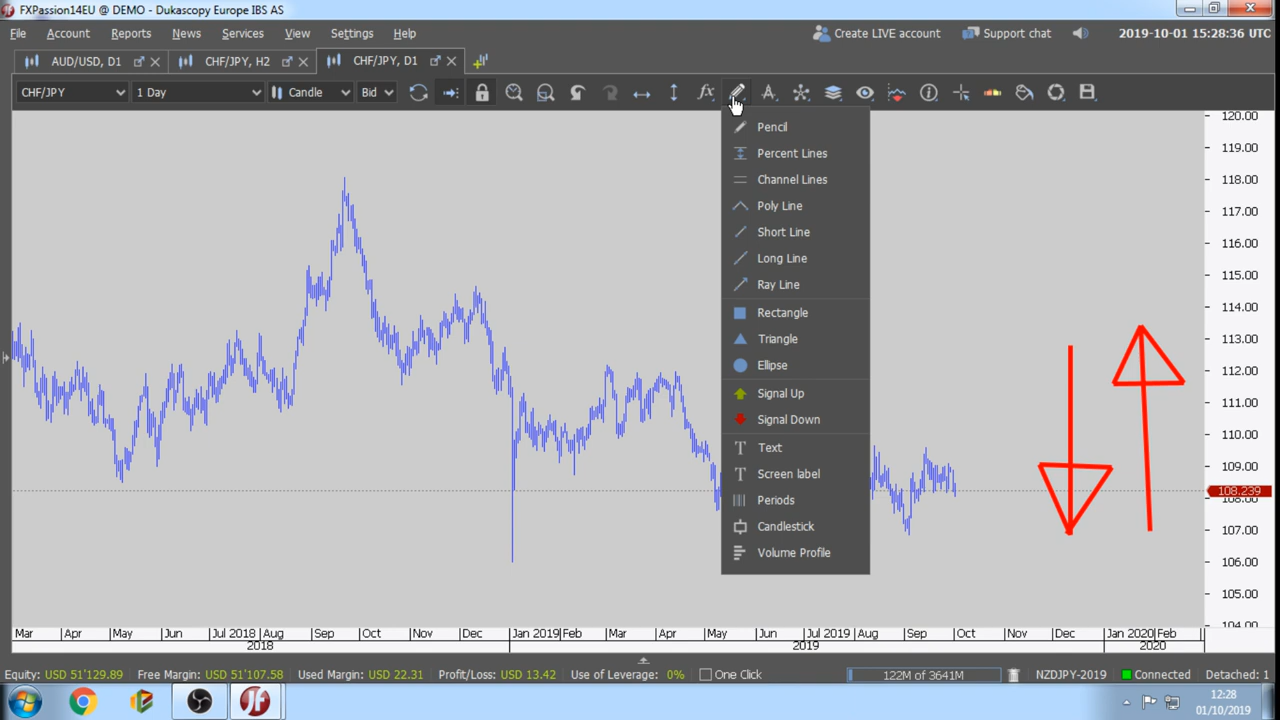 FXPassion14EU @ DEMO - Dukascopy Europe IBS AS
File Account Reports News Services View Settings Help
Create LIVE account Support chat 2019-10-01 15:28:36 UTC
AUD/USD, D1 CHF/JPY, H2 CHF/JPY, D1
CHF/JPY 1 Day Candle Bid
Pencil
Percent Lines
Channel Lines
Poly Line
Short Line
Long Line
Ray Line
Rectangle
Triangle
Ellipse
Signal Up
Signal Down
Text
Screen label
Periods
Candlestick
Volume Profile
120.00
119.00
118.00
117.00
116.00
115.00
114.00
113.00
112.00
111.00
110.00
109.00
108.239
108.00
107.00
106.00
105.00
104.00
Mar Apr May Jun Jul 2018 Aug Sep Oct Nov Dec Jan 2019 Feb Mar Apr May Jun Jul 2019 Aug Sep Oct Nov Dec Jan 2020 Feb
2018 2019 2020
Equity: USD 51'129.89 Free Margin: USD 51'107.58 Used Margin: USD 22.31 Profit/Loss: USD 13.42 Use of Leverage: 0% One Click 122M of 3641M NZDJPY-2019 Connected Detached: 1
12:28
01/10/2019